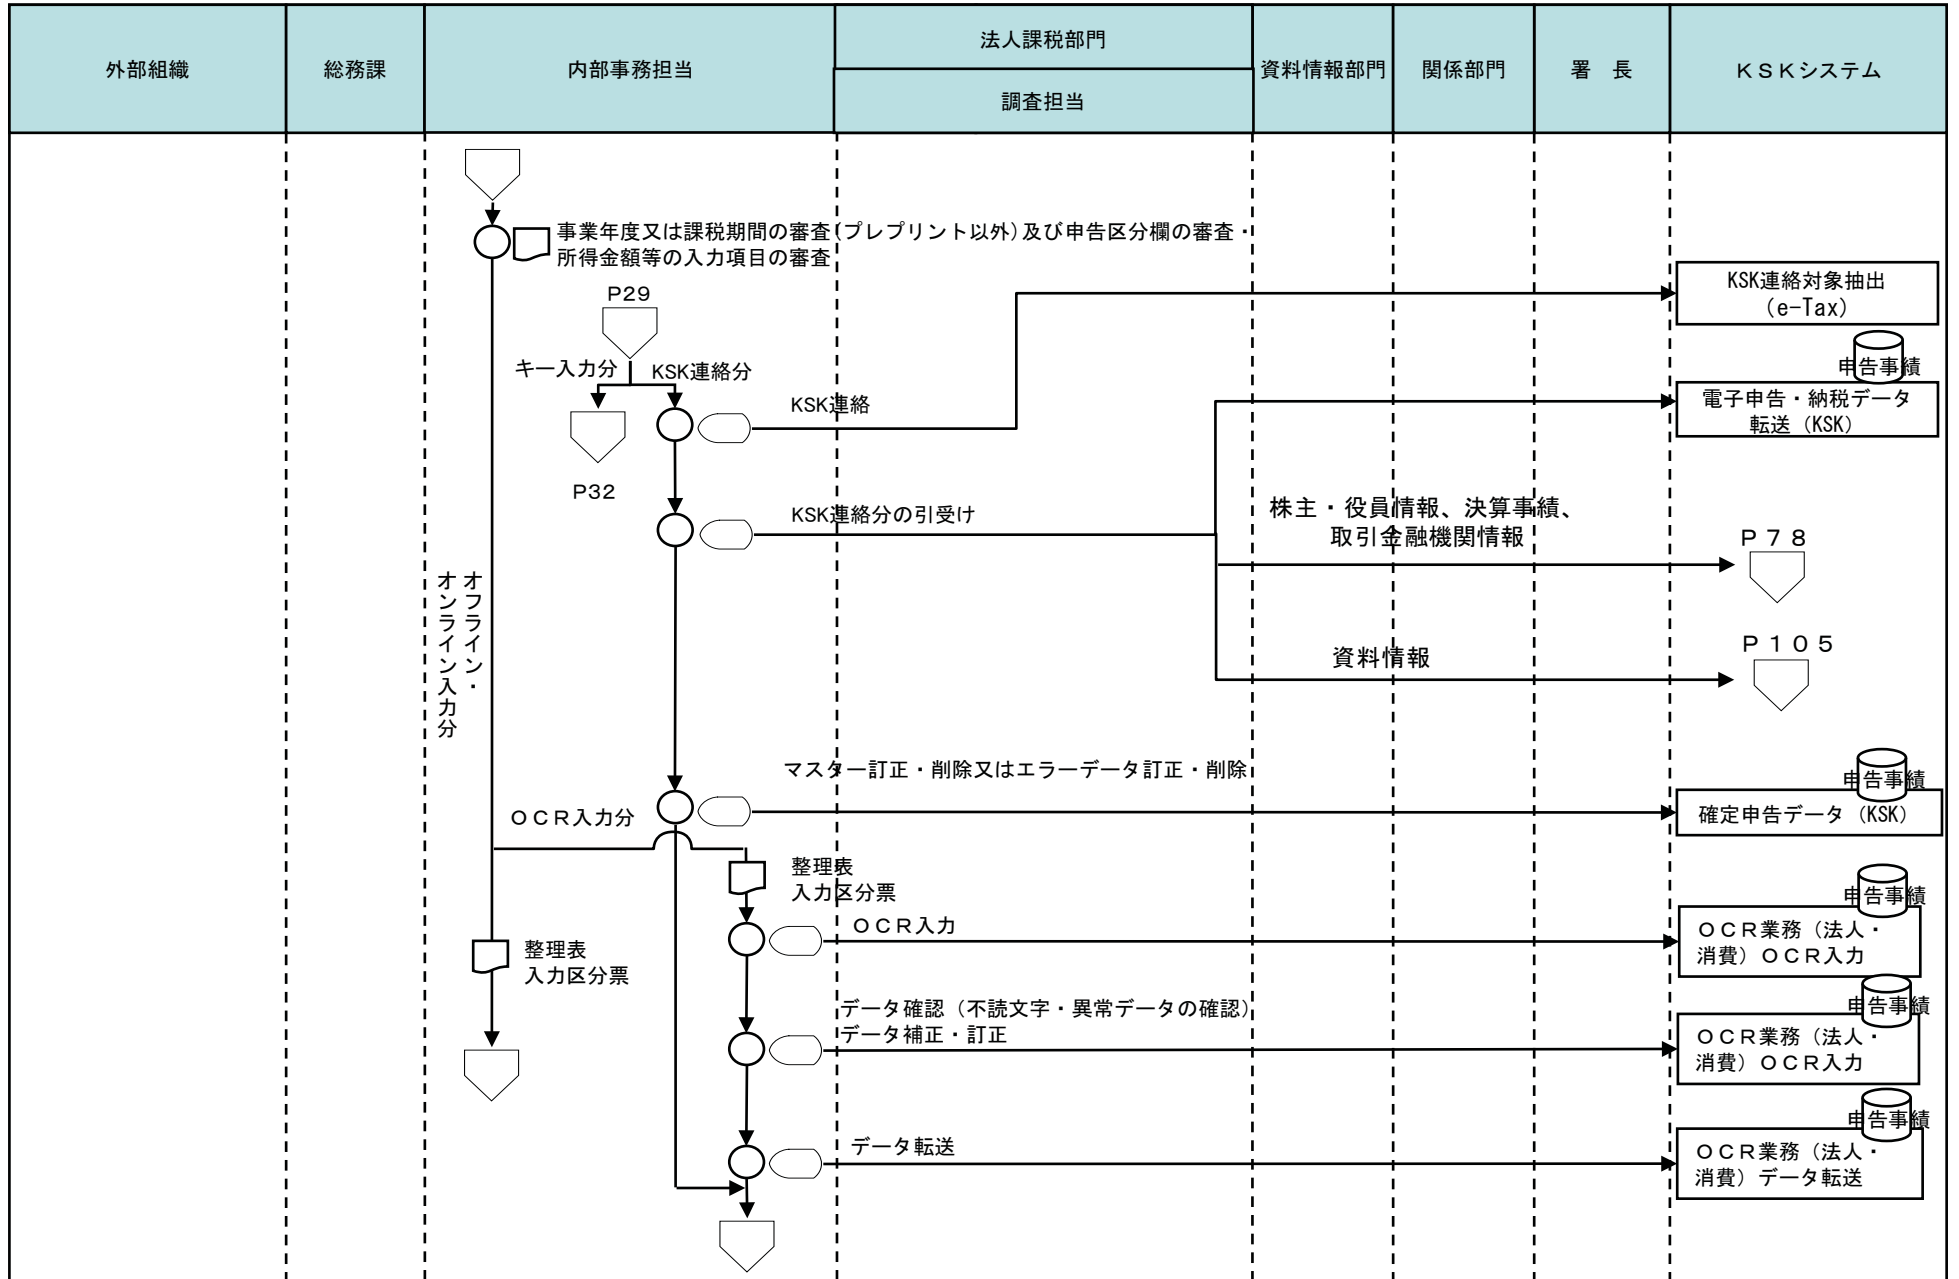 外部組織
総務課
内部事務担当
法人課税部門
調査担当
資料情報部門
関係部門
署　長
ＫＳＫシステム
事業年度又は課税期間の審査(プレプリント以外)及び申告区分欄の審査・
所得金額等の入力項目の審査
P29
キー入力分
KSK連絡分
KSK連絡
KSK連絡対象抽出
（e-Tax）
申告事績
電子申告・納税データ
転送（KSK）
P32
KSK連絡分の引受け
株主・役員情報、決算事績、
取引金融機関情報
Ｐ７８
オフライン・
オンライン入力分
資料情報
Ｐ１０５
マスター訂正・削除又はエラーデータ訂正・削除
申告事績
確定申告データ（KSK）
ＯＣＲ入力分
整理表
入力区分票
ＯＣＲ入力
申告事績
ＯＣＲ業務（法人・
消費）ＯＣＲ入力
整理表
入力区分票
データ確認（不読文字・異常データの確認）
データ補正・訂正
申告事績
ＯＣＲ業務（法人・
消費）ＯＣＲ入力
データ転送
申告事績
ＯＣＲ業務（法人・
消費）データ転送